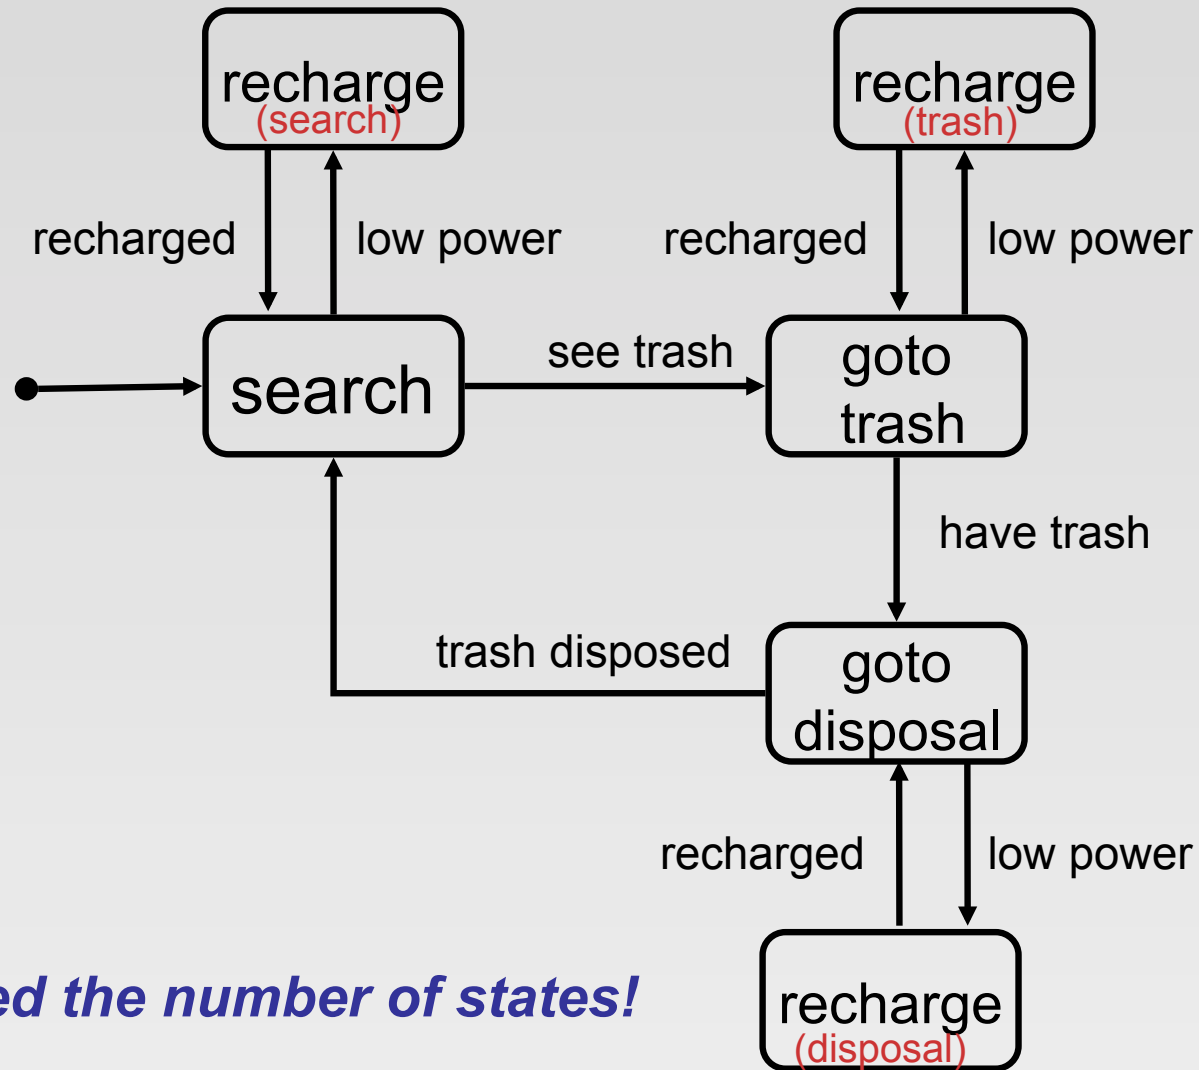 recharge
(search)
recharge
(trash)
recharged
low power
recharged
low power
search
see trash
goto
trash
have trash
trash disposed
goto
disposal
recharged
low power
ed the number of states!
recharge
(disposal)